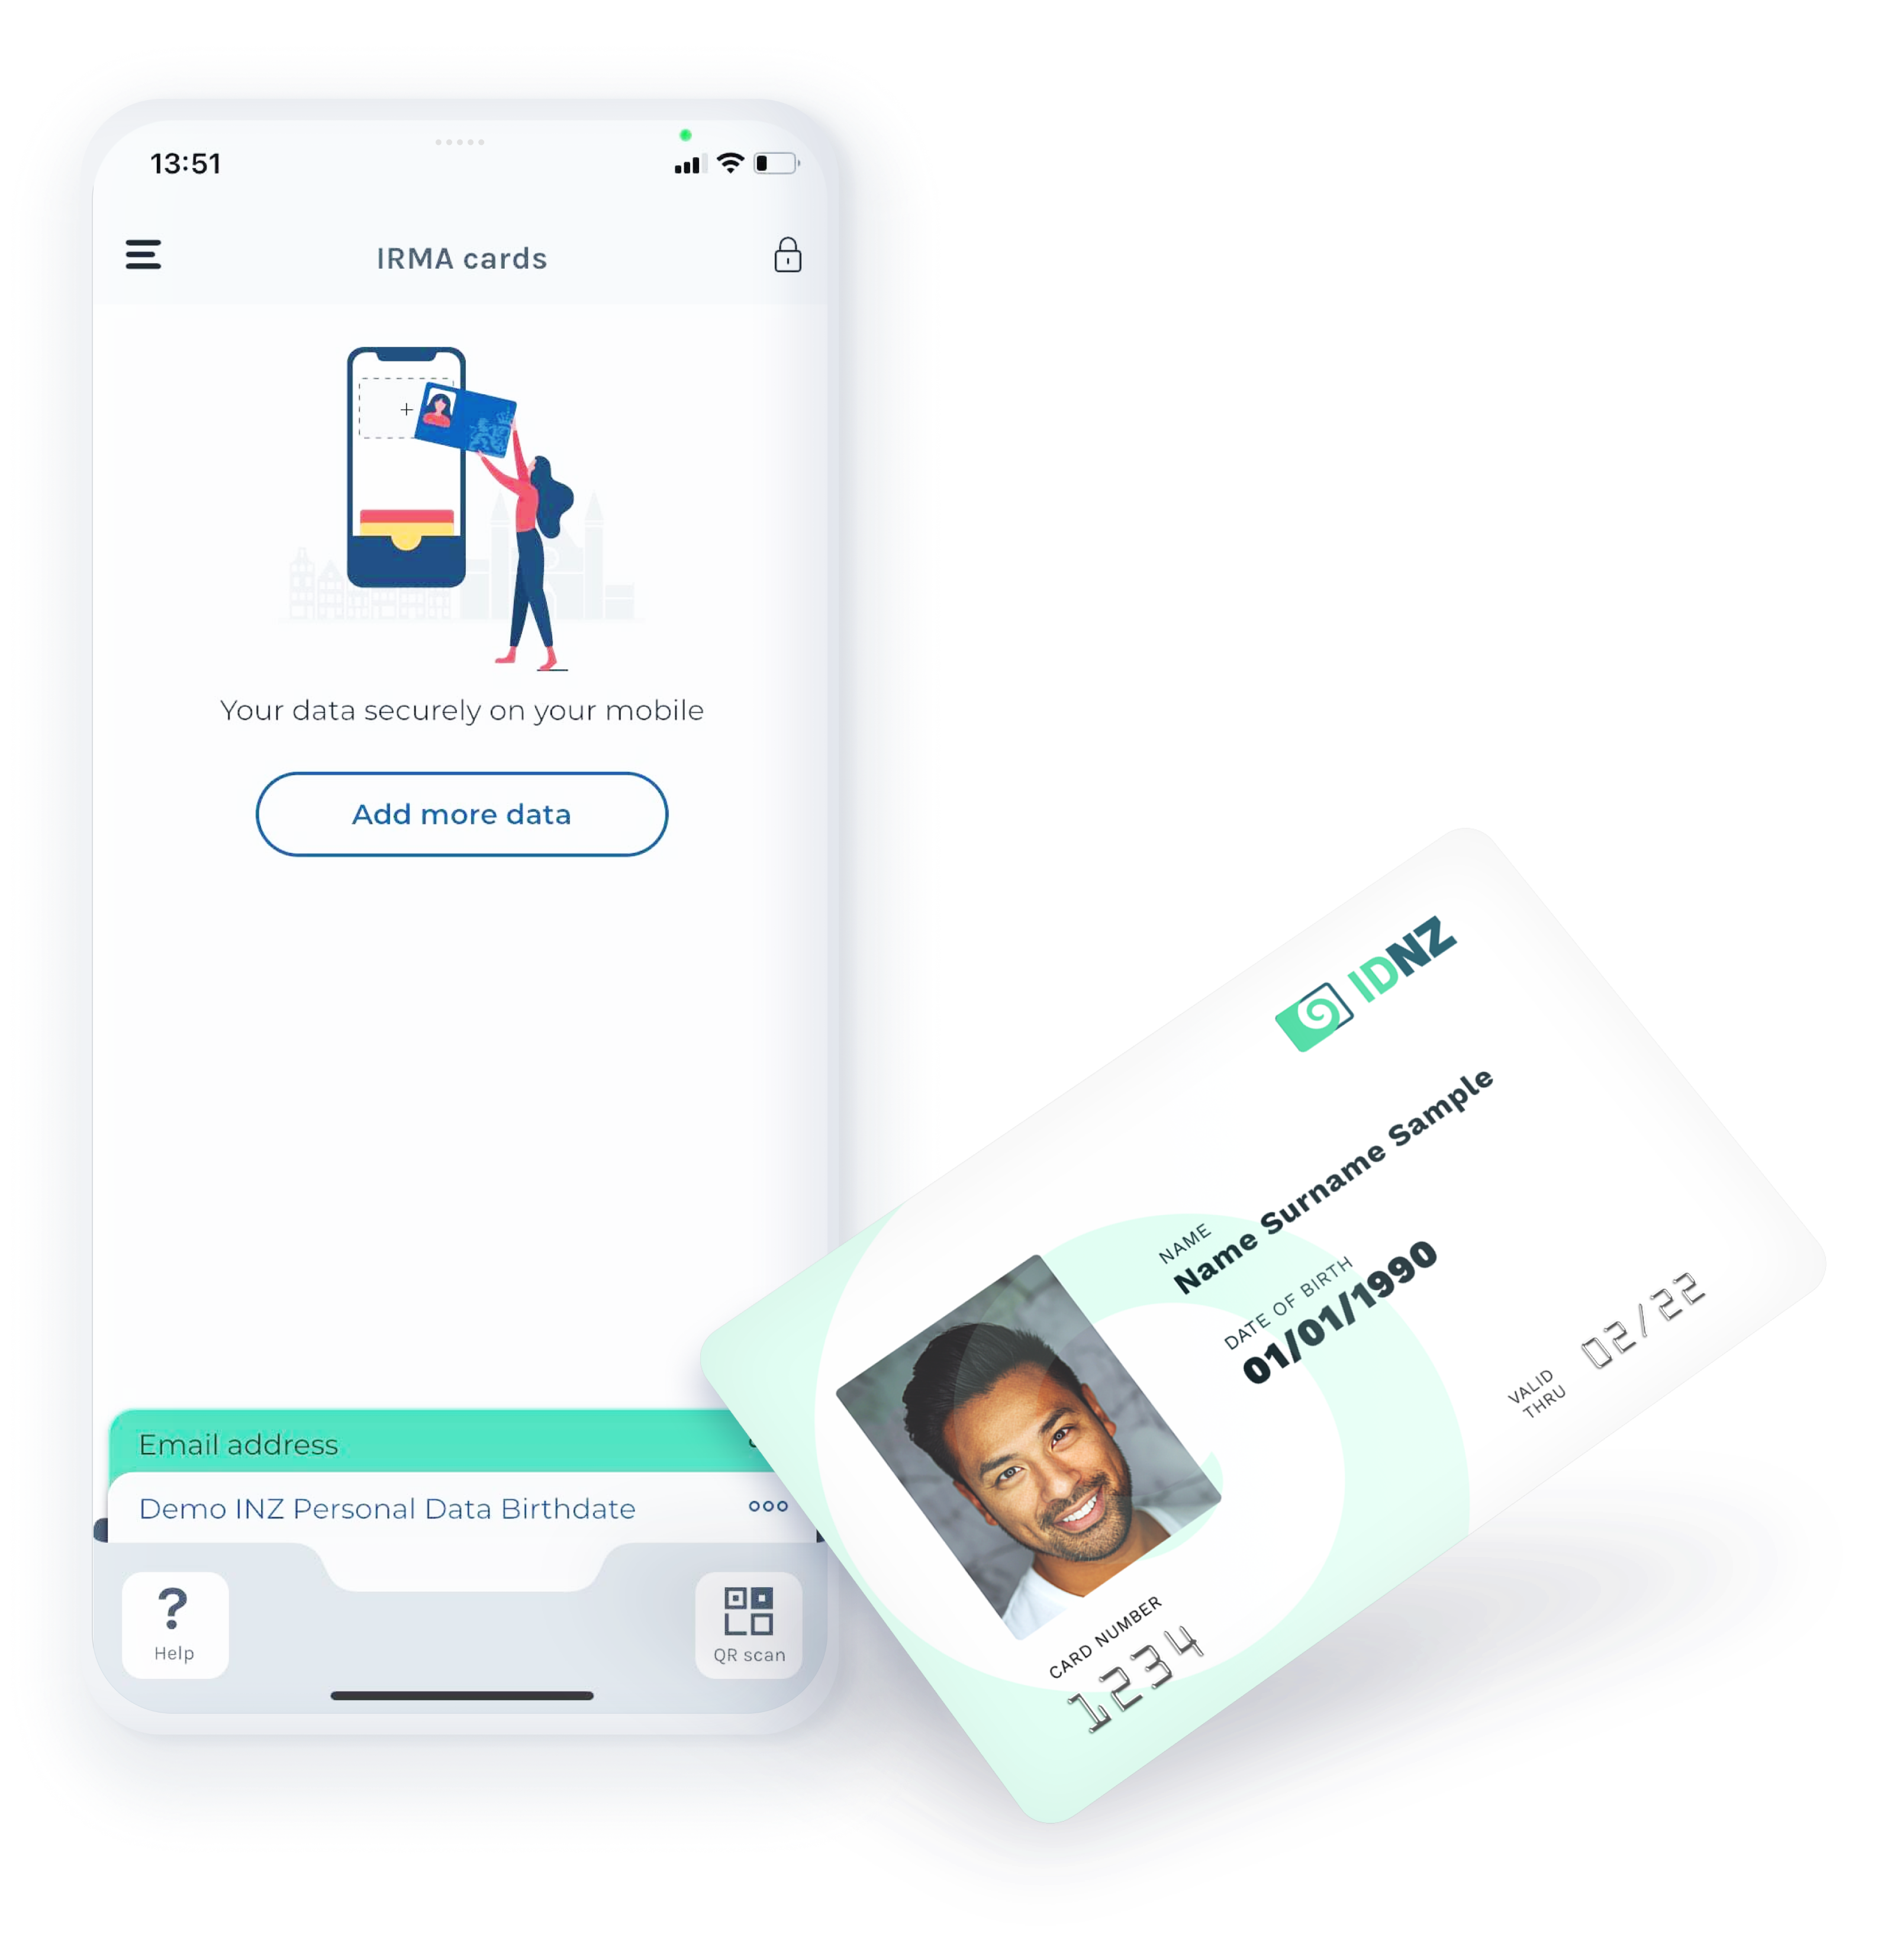 13:51
IRMA cards
Your data securely on your mobile
Add more data
Email address
Demo INZ Personal Data Birthdate
?
Help
QR scan
IDNZ
NAME
Name Surname Sample
DATE OF BIRTH
01/01/1990
VALID
THRU
02/22
CARD NUMBER
1234